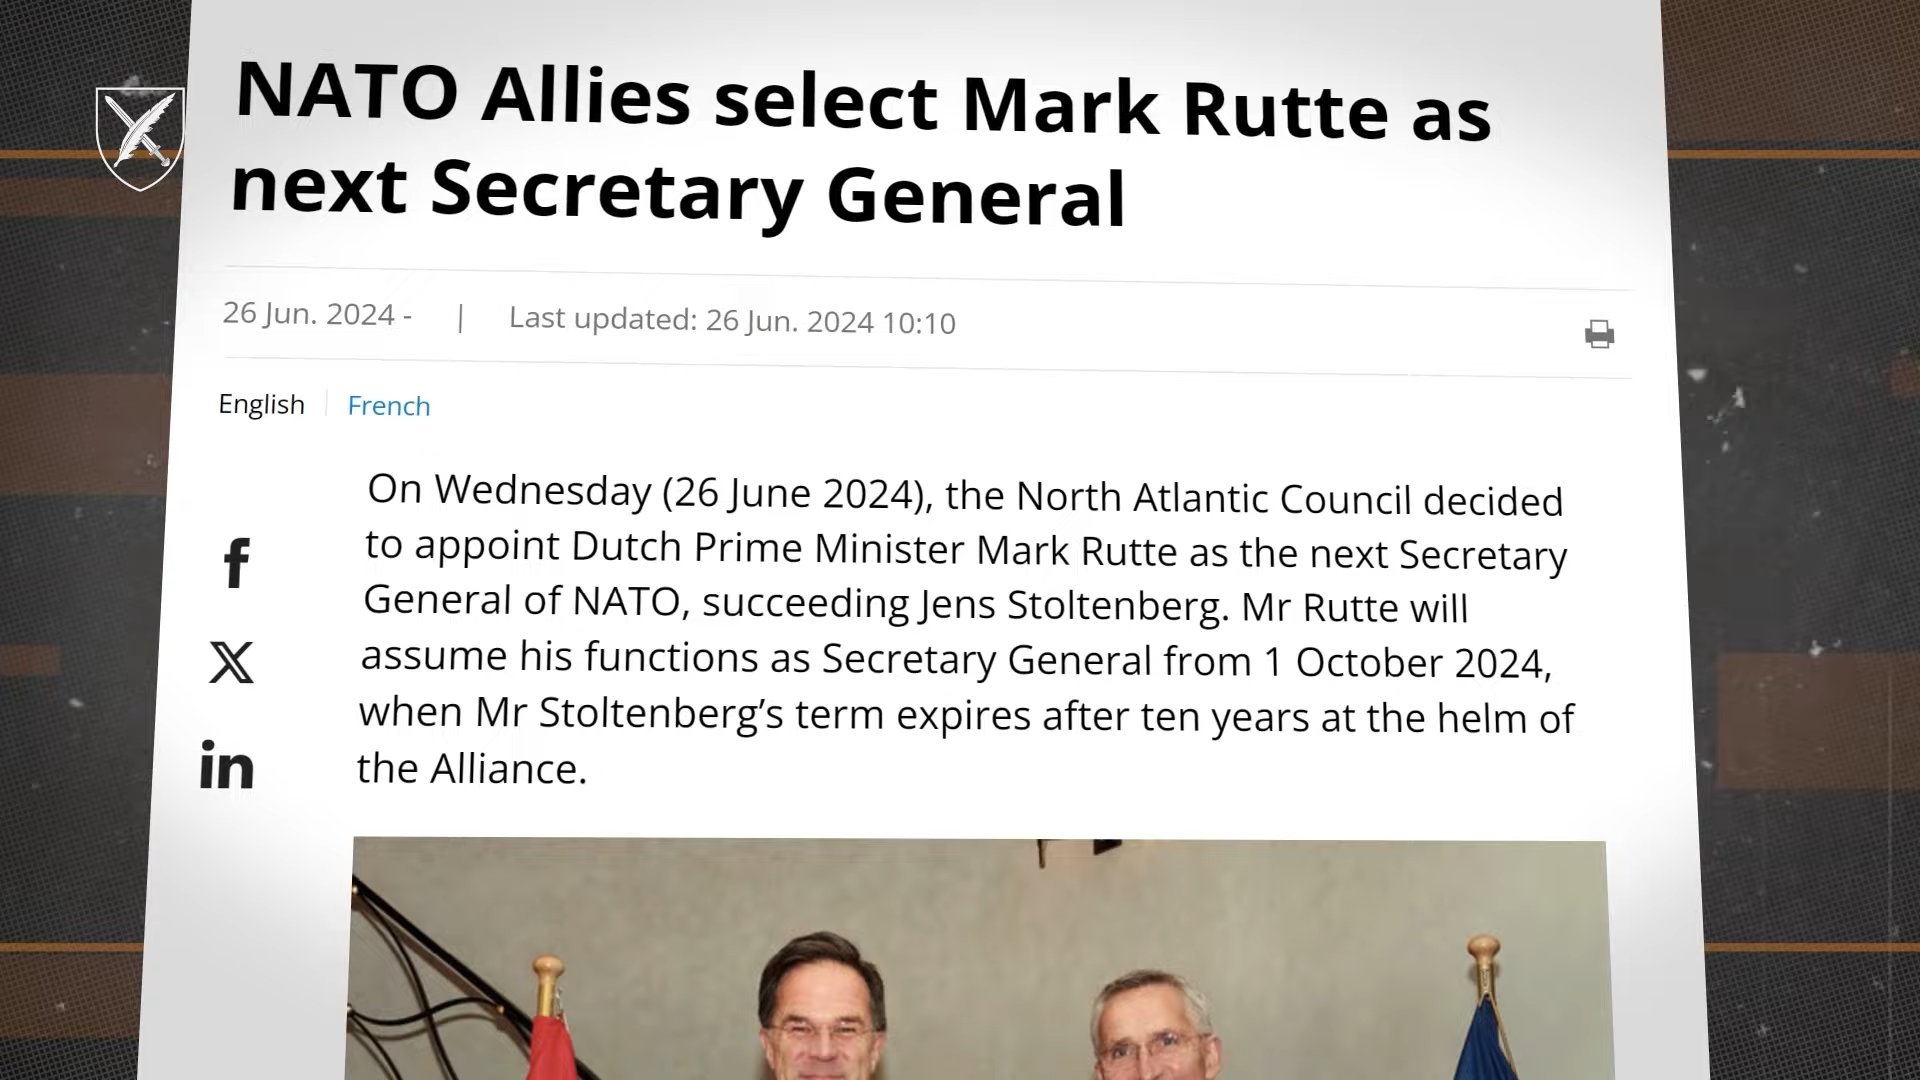 NATO Allies select Mark Rutte as
next Secretary General
26 Jun. 2024 - | Last updated: 26 Jun. 2024 10:10
English | French
On Wednesday (26 June 2024), the North Atlantic Council decided
to appoint Dutch Prime Minister Mark Rutte as the next Secretary
General of NATO, succeeding Jens Stoltenberg. Mr Rutte will
assume his functions as Secretary General from 1 October 2024,
when Mr Stoltenberg’s term expires after ten years at the helm of
the Alliance.